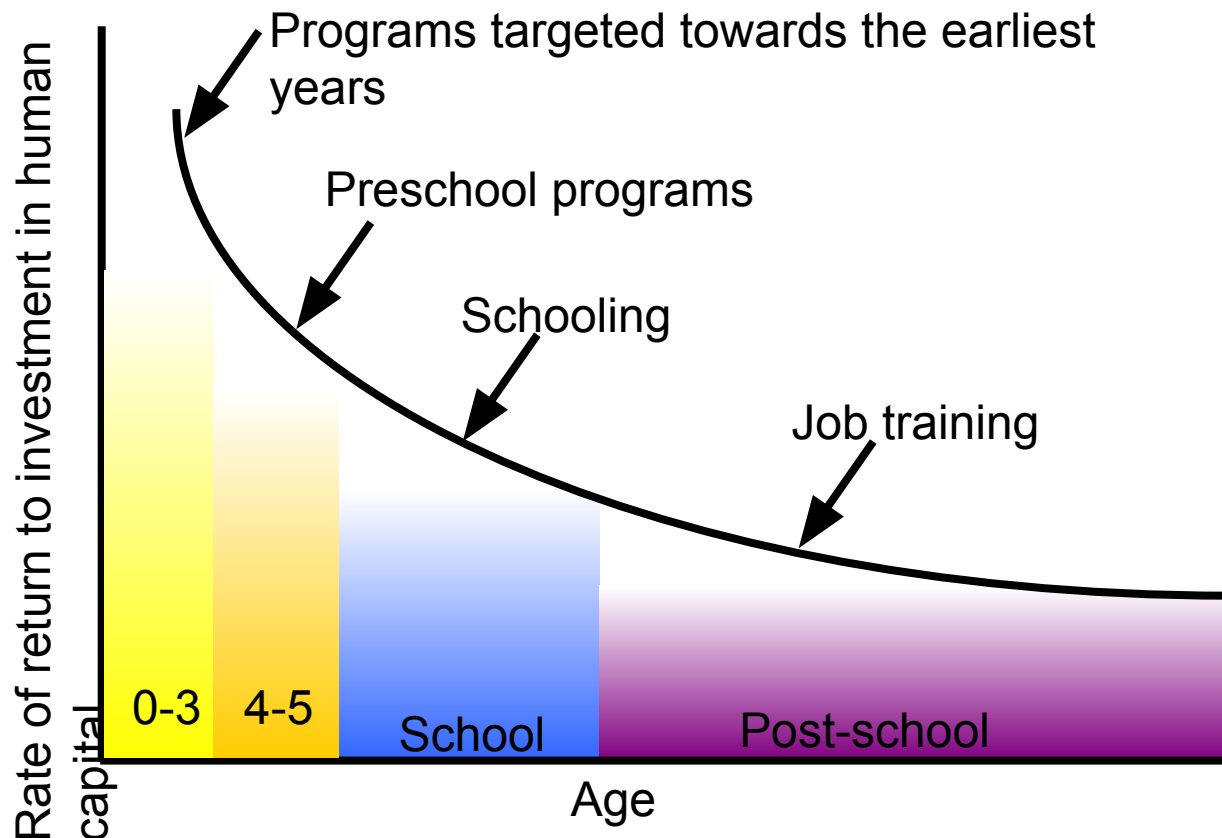 Programs targeted towards the earliest
years
Preschool programs
Schooling
Job training
Rate of return to investment in human
capital
0-3
4-5
School
Post-school
Age